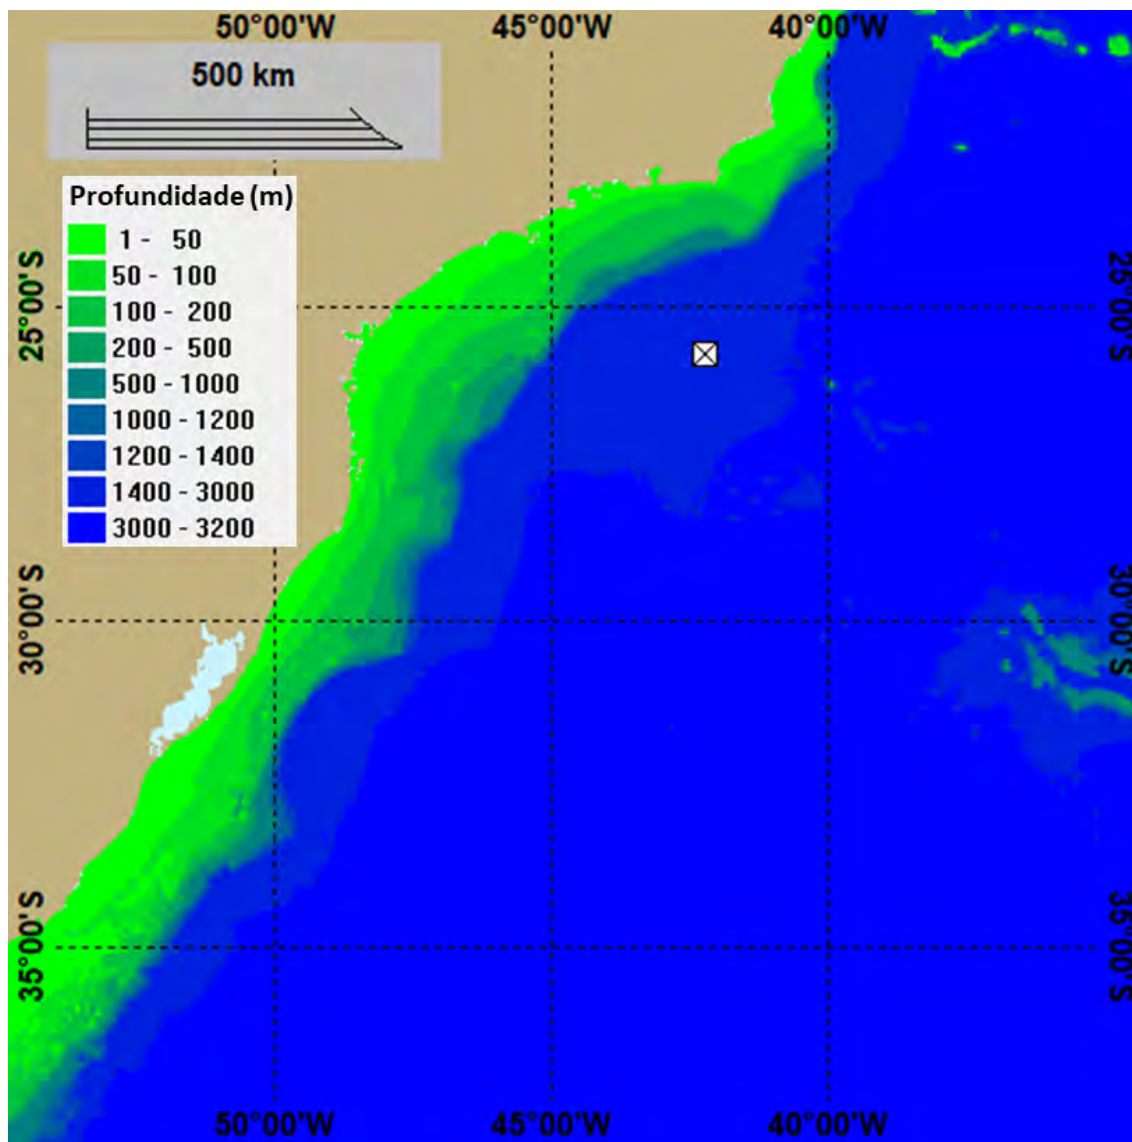 50°00'W 45°00'W 40°00'W
500 km
Profundidade (m)
1 - 50
50 - 100
100 - 200
200 - 500
500 - 1000
1000 - 1200
1200 - 1400
1400 - 3000
3000 - 3200
25°00'S
25°00'S
30°00'S
30°00'S
35°00'S
35°00'S
50°00'W 45°00'W 40°00'W